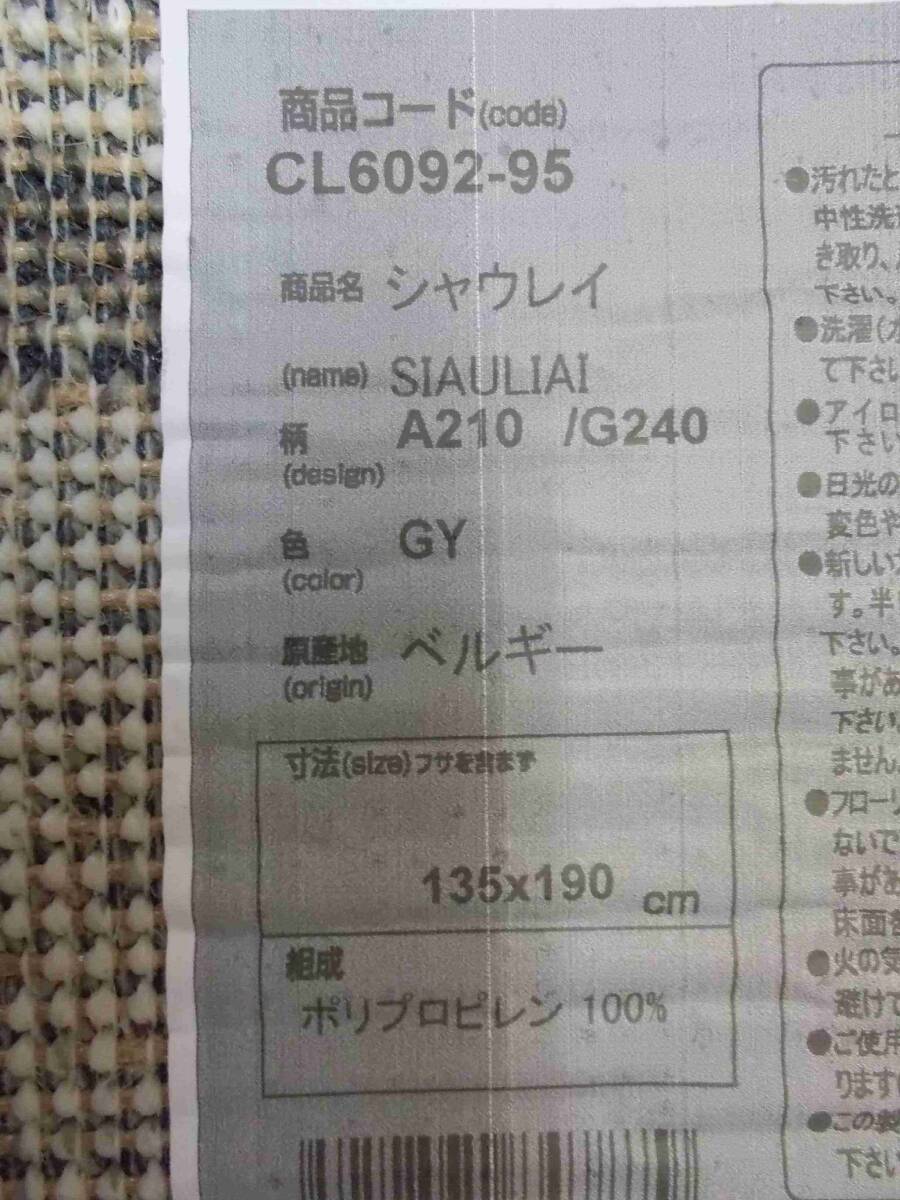 商品コード(code)
CL6092-95
商品名 シャウレイ
(name) SIAULIAI
柄 A210 /G240
(design)
色 GY
(color)
原産地 ベルギー
(origin)
寸法(size)フサを含まず
135x190 cm
組成
ポリプロピレン 100%
●汚れたと
中性洗
き取り、
下さい。
●洗濯(
て下さい
●アイロ
下さい
●日光の
変色や
●新しい
す。半
下さい。
事があ
下さい
ません
●フローリ
ないで
事があ
床面を
●火の気
避けて
●ご使用
ります
●この製
下さい